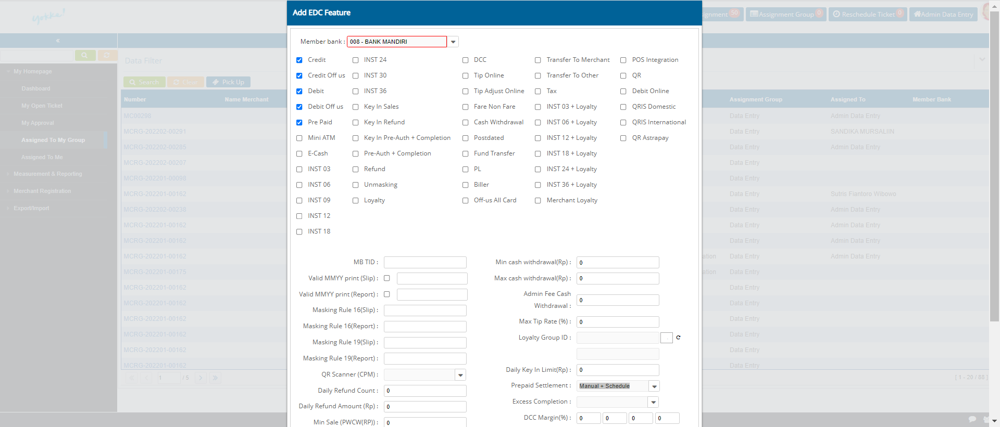 yokke!
Add EDC Feature
ignment 50
Assignment Group 0
Reschedule Ticket 0
Admin Data Entry
Data Filter
Search
Clear
Pick Up
My Homepage
Dashboard
My Open Ticket
My Approval
Assigned To My Group
Assigned To Me
Measurement & Reporting
Merchant Registration
Export/Import
Number Name Merchant
MC00298
MCRG-202202-00291
MCRG-202202-00285
MCRG-202202-00207
MCRG-202201-00098
MCRG-202201-00162
MCRG-202202-00238
MCRG-202201-00162
MCRG-202201-00162
MCRG-202201-00162
MCRG-202201-00175
MCRG-202201-00162
MCRG-202201-00162
MCRG-202201-00162
MCRG-202201-00162
MCRG-202201-00162
MCRG-202201-00162
1 / 5
Member bank : 008 - BANK MANDIRI
Credit INST 24 DCC Transfer To Merchant POS Integration
Credit Off us INST 30 Tip Online Transfer To Other QR
Debit INST 36 Tip Adjust Online Tax Debit Online
Debit Off us Key In Sales Fare Non Fare INST 03 + Loyalty QRIS Domestic
Pre Paid Key In Refund Cash Withdrawal INST 06 + Loyalty QRIS International
Mini ATM Key In Pre-Auth + Completion Postdated INST 12 + Loyalty QR Astrapay
E-Cash Pre-Auth + Completion Fund Transfer INST 18 + Loyalty
INST 03 Refund PL INST 24 + Loyalty
INST 06 Unmasking Biller INST 36 + Loyalty
INST 09 Loyalty Off-us All Card Merchant Loyalty
INST 12
INST 18
MB TID :
Valid MMYY print (Slip) :
Valid MMYY print (Report) :
Masking Rule 16(Slip) :
Masking Rule 16(Report) :
Masking Rule 19(Slip) :
Masking Rule 19(Report) :
QR Scanner (CPM) :
Daily Refund Count : 0
Daily Refund Amount (Rp) : 0
Min Sale (PWCW(RP)) : 0
Min cash withdrawal(Rp) : 0
Max cash withdrawal(Rp) : 0
Admin Fee Cash
Withdrawal : 0
Max Tip Rate (%) : 0
Loyalty Group ID :
Daily Key In Limit(Rp) : 0
Prepaid Settlement : Manual + Schedule
Excess Completion :
DCC Margin(%) : 0 0 0 0
Assignment Group Assigned To Member Bank
Data Entry Admin Data Entry
Data Entry SANDIKA MURSALIIN
Data Entry Admin Data Entry
Data Entry
Data Entry
Data Entry Sutris Fiantoro Wibowo
Data Entry Admin Data Entry
Data Entry Admin Data Entry
Data Entry Admin Data Entry
ation Data Entry Admin Data Entry
ation Data Entry
Data Entry
Data Entry
Data Entry
Data Entry
Data Entry
Data Entry
[ 1 - 20 / 88 ]